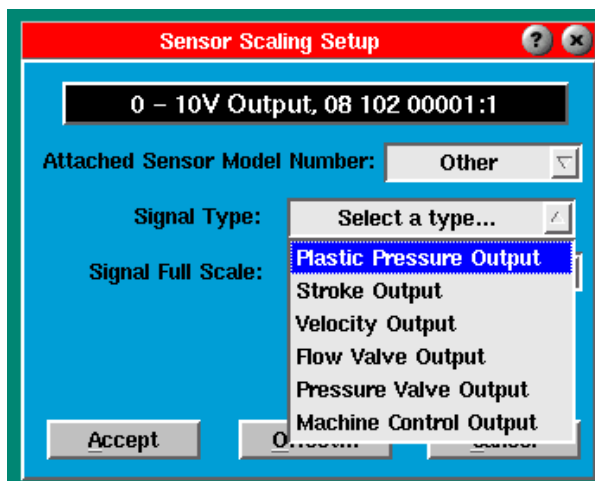 Sensor Scaling Setup ? x
0 – 10V Output, 08 102 00001:1
Attached Sensor Model Number: Other
Signal Type: Select a type...
Signal Full Scale:
Plastic Pressure Output
Stroke Output
Velocity Output
Flow Valve Output
Pressure Valve Output
Machine Control Output
Accept